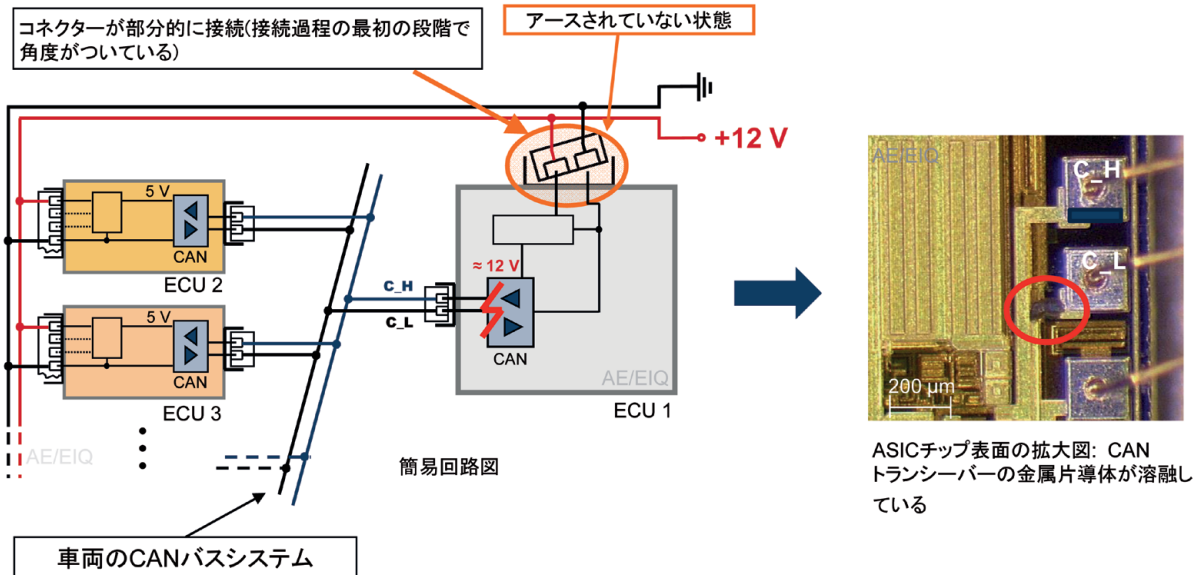 コネクターが部分的に接続(接続過程の最初の段階で
角度がついている)
アースされていない状態
+12 V
5 V
CAN
ECU 2
5 V
CAN
ECU 3
AE/EIQ
≈ 12 V
C_H
C_L
CAN
AE/EIQ
ECU 1
簡易回路図
車両のCANバスシステム
AE/EIQ
C_H
C_L
200 µm
ASICチップ表面の拡大図: CAN
トランシーバーの金属片導体が溶融し
ている